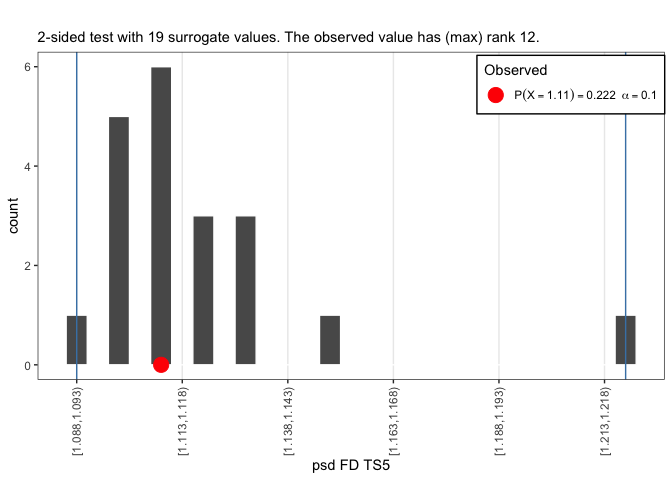 2-sided test with 19 surrogate values. The observed value has (max) rank 12.
Observed
P(X = 1.11) = 0.222 α = 0.1
count
6
4
2
0
[1.088,1.093)
[1.113,1.118)
[1.138,1.143)
[1.163,1.168)
[1.188,1.193)
[1.213,1.218)
psd FD TS5